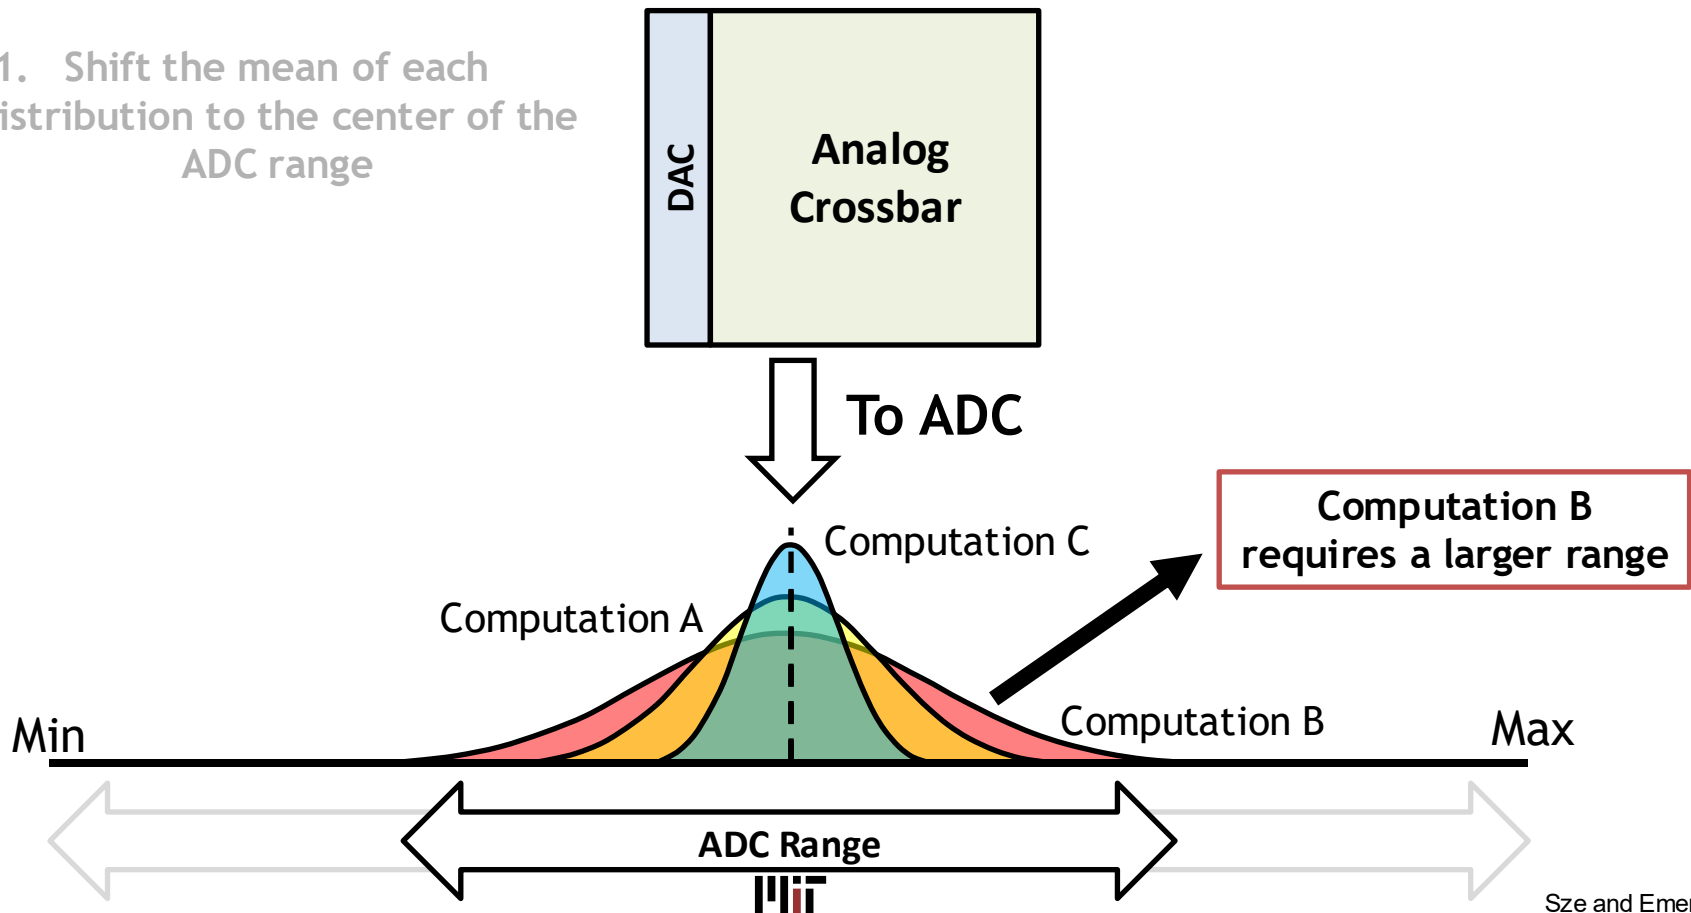 1. Shift the mean of each
istribution to the center of the
ADC range
DAC
Analog
Crossbar
To ADC
Computation C
Computation B
requires a larger range
Computation A
Computation B
Min
Max
ADC Range
MIT
Sze and Emer